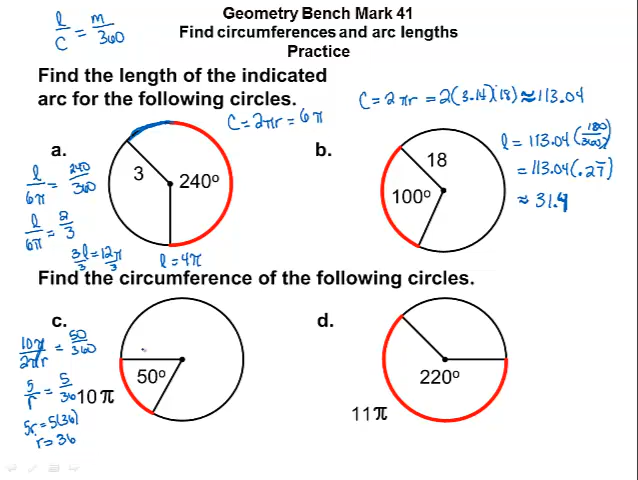 Geometry Bench Mark 41
Find circumferences and arc lengths
Practice
l/C = m/360
Find the length of the indicated
arc for the following circles.
C = 2πr = 6π
C = 2πr = 2(3.14)(18) ≈ 113.04
a.
3
240°
l/6π = 240/360
l/6π = 2/3
3l/3 = 12π/3
l = 4π
b.
18
100°
l = 113.04(100/360)
= 113.04(.27̅)
≈ 31.4
Find the circumference of the following circles.
c.
50°
10π
10π/2πr = 50/360
5/r = 5/36
5r = 5(36)
r = 36
d.
220°
11π